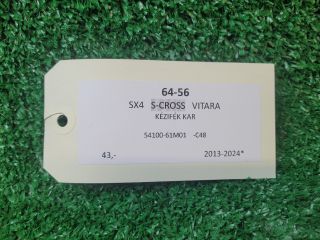 64-56
SX4 S-CROSS VITARA
KÉZIFÉK KAR
54100-61M01 -C48
43,- 2013-2024*